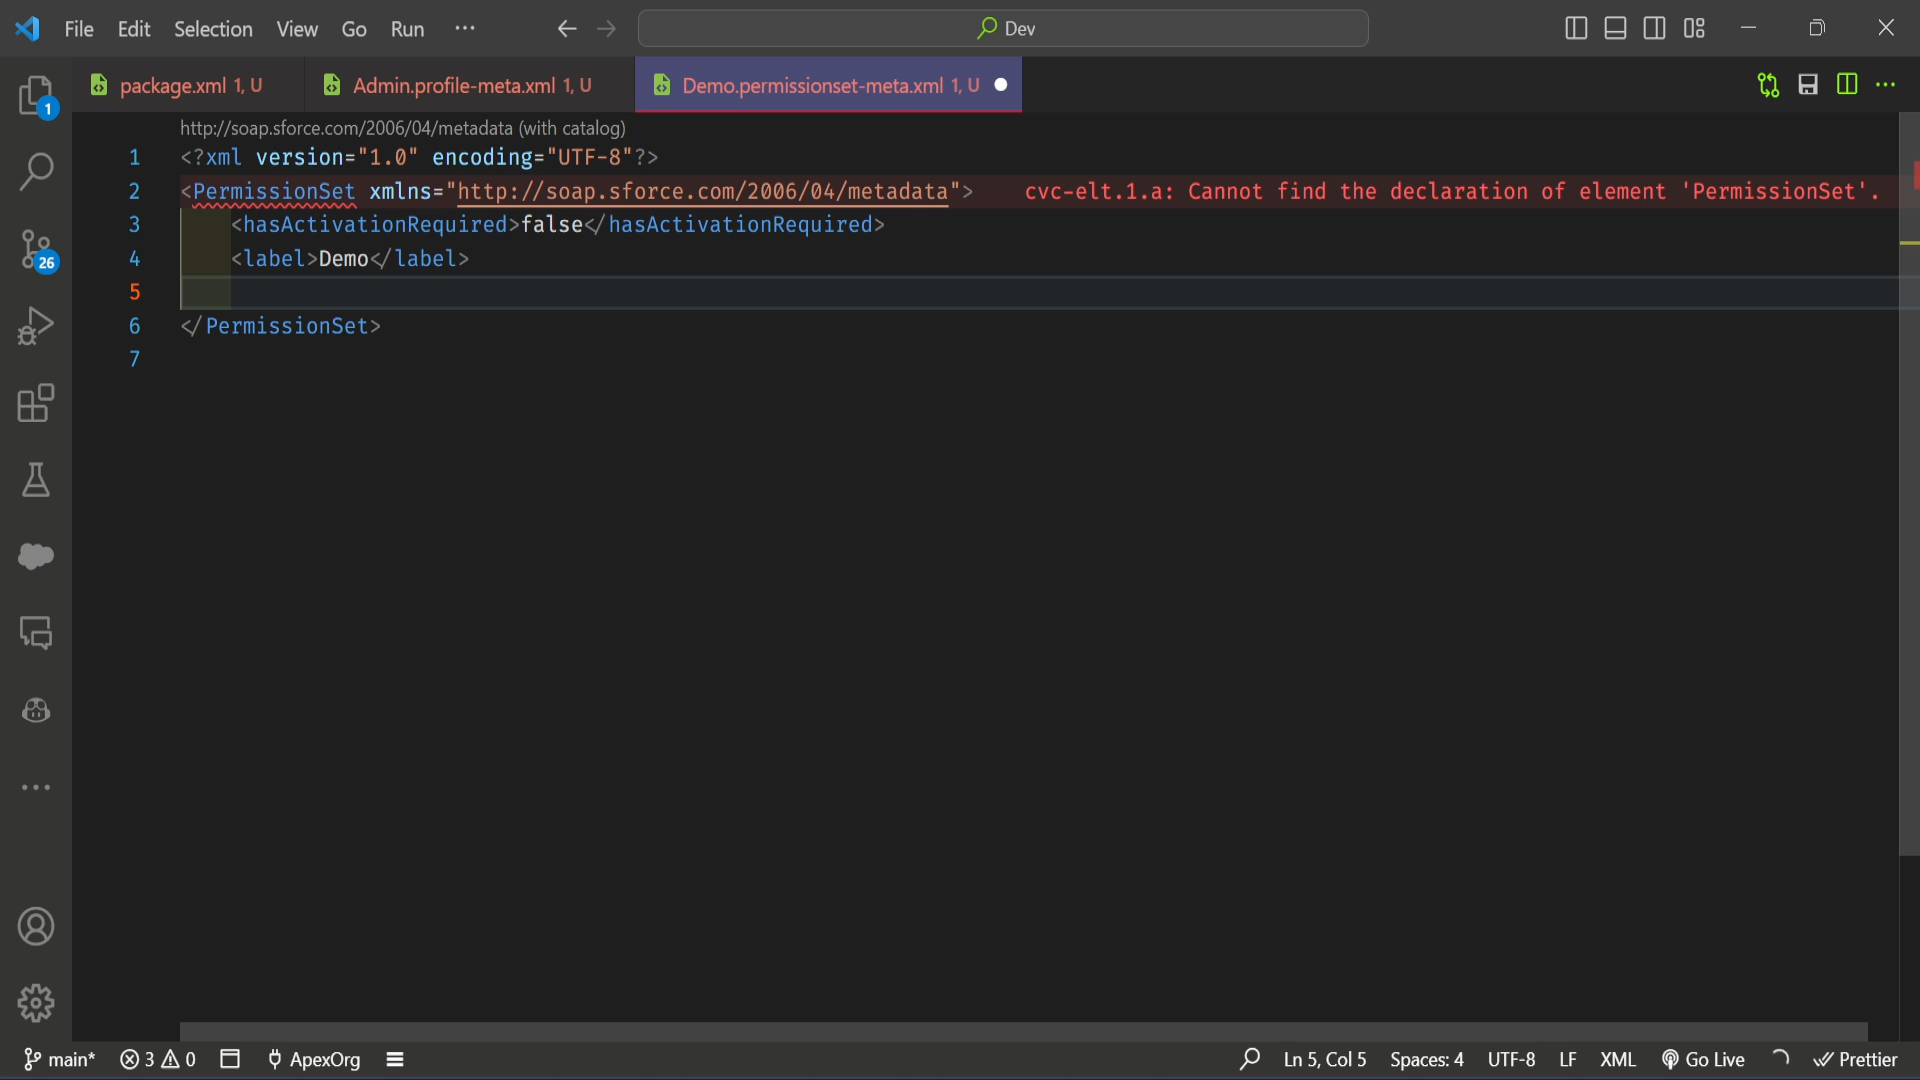 File Edit Selection View Go Run ··· Dev
package.xml 1, U Admin.profile-meta.xml 1, U Demo.permissionset-meta.xml 1, U
1
http://soap.sforce.com/2006/04/metadata (with catalog)
1 <?xml version="1.0" encoding="UTF-8"?>
2 <PermissionSet xmlns="http://soap.sforce.com/2006/04/metadata"> cvc-elt.1.a: Cannot find the declaration of element 'PermissionSet'.
3 <hasActivationRequired>false</hasActivationRequired>
4 <label>Demo</label>
26
5
6 </PermissionSet>
7
main* 3 0 ApexOrg Ln 5, Col 5 Spaces: 4 UTF-8 LF XML Go Live Prettier